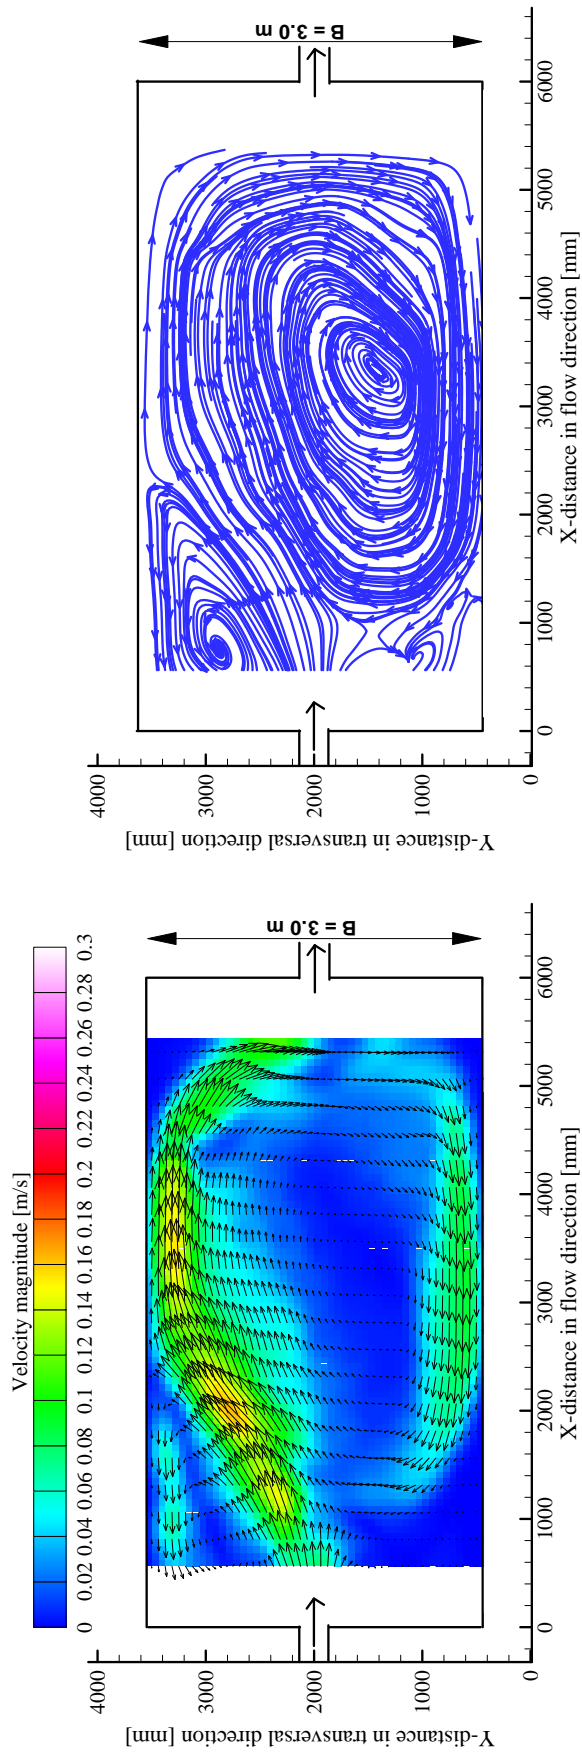 Velocity magnitude [m/s]
0 0.02 0.04 0.06 0.08 0.1 0.12 0.14 0.16 0.18 0.2 0.22 0.24 0.26 0.28 0.3
Y-distance in transversal direction [mm]
4000
3000
2000
1000
0
B = 3.0 m
0 1000 2000 3000 4000 5000 6000
X-distance in flow direction [mm]
Y-distance in transversal direction [mm]
4000
3000
2000
1000
0
B = 3.0 m
0 1000 2000 3000 4000 5000 6000
X-distance in flow direction [mm]